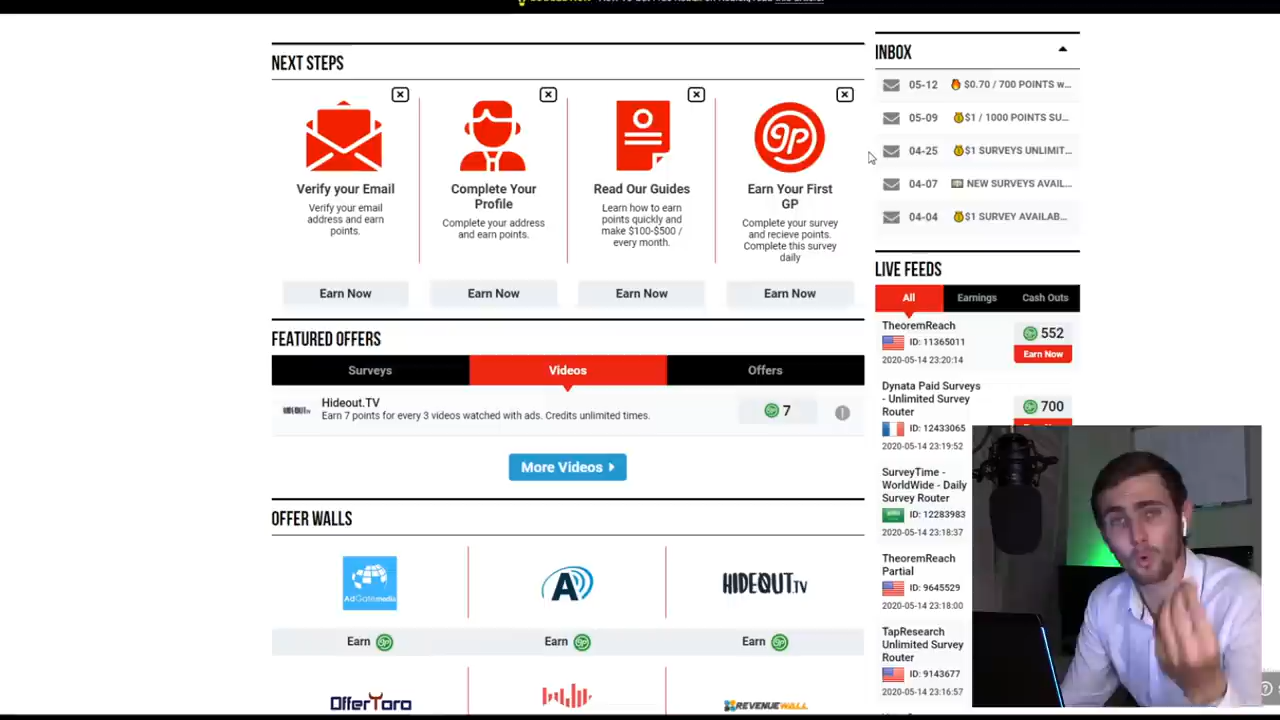 NEXT STEPS
Verify your Email
Verify your email
address and earn
points.
Earn Now
Complete Your
Profile
Complete your address
and earn points.
Earn Now
Read Our Guides
Learn how to earn
points quickly and
make $100-$500 /
every month.
Earn Now
Earn Your First
GP
Complete your survey
and recieve points.
Complete this survey
daily
Earn Now
FEATURED OFFERS
Surveys
Videos
Offers
HIDEOUT.TV
Hideout.TV
Earn 7 points for every 3 videos watched with ads. Credits unlimited times.
7
More Videos
OFFER WALLS
AdGatemedia
Earn
Earn
HIDEOUT.TV
Earn
OfferToro
REVENUEWALL
INBOX
05-12 $0.70 / 700 POINTS w...
05-09 $1 / 1000 POINTS SU...
04-25 $1 SURVEYS UNLIMIT...
04-07 NEW SURVEYS AVAIL...
04-04 $1 SURVEY AVAILAB...
LIVE FEEDS
All
Earnings
Cash Outs
TheoremReach
ID: 11365011
2020-05-14 23:20:14
552
Earn Now
Dynata Paid Surveys
- Unlimited Survey
Router
ID: 12433065
2020-05-14 23:19:52
700
SurveyTime -
WorldWide - Daily
Survey Router
ID: 12283983
2020-05-14 23:18:37
TheoremReach
Partial
ID: 9645529
2020-05-14 23:18:00
TapResearch
Unlimited Survey
Router
ID: 9143677
2020-05-14 23:16:57